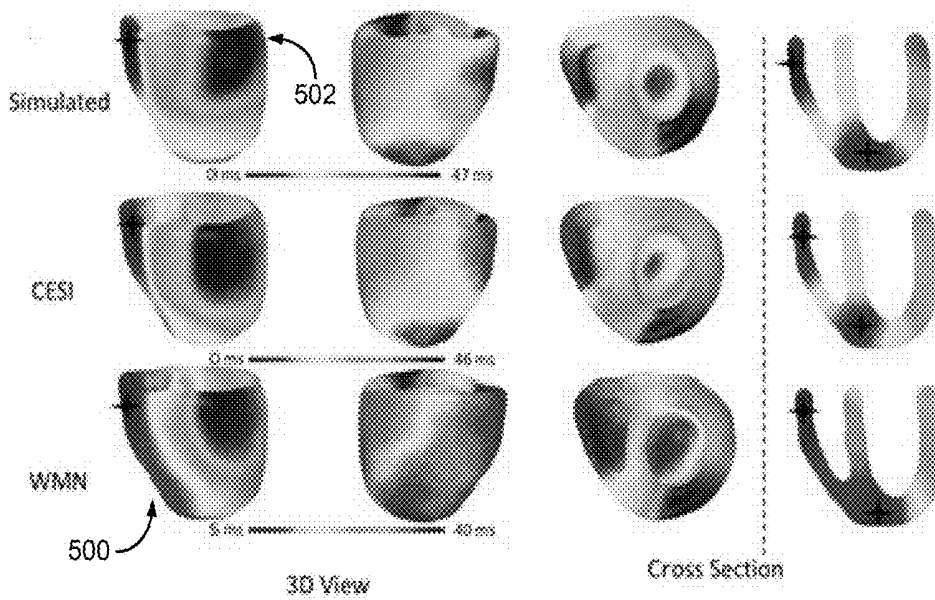 Simulated
502
0 ms 47 ms
CESI
0 ms 46 ms
WMN
500
5 ms 40 ms
3D View
Cross Section